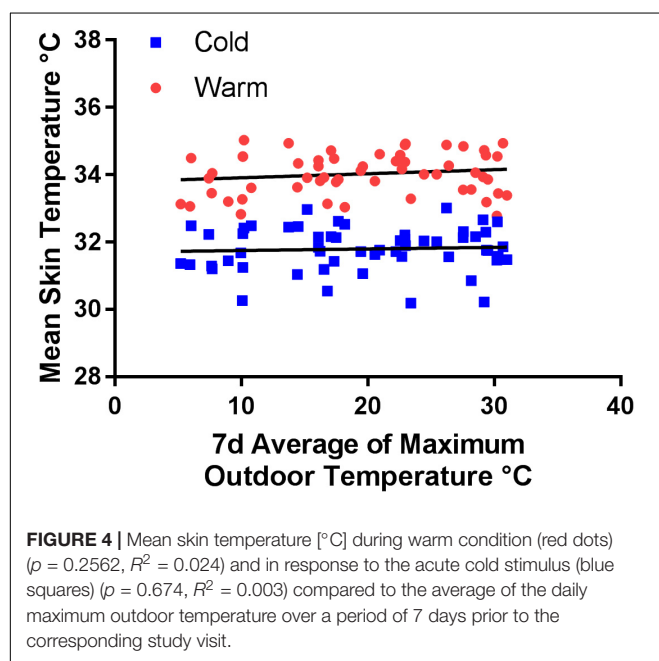 38
36
34
32
30
28
Mean Skin Temperature °C
Cold
Warm
0
10
20
30
40
7d Average of Maximum
Outdoor Temperature °C
FIGURE 4 | Mean skin temperature [°C] during warm condition (red dots)
(p = 0.2562, R² = 0.024) and in response to the acute cold stimulus (blue
squares) (p = 0.674, R² = 0.003) compared to the average of the daily
maximum outdoor temperature over a period of 7 days prior to the
corresponding study visit.